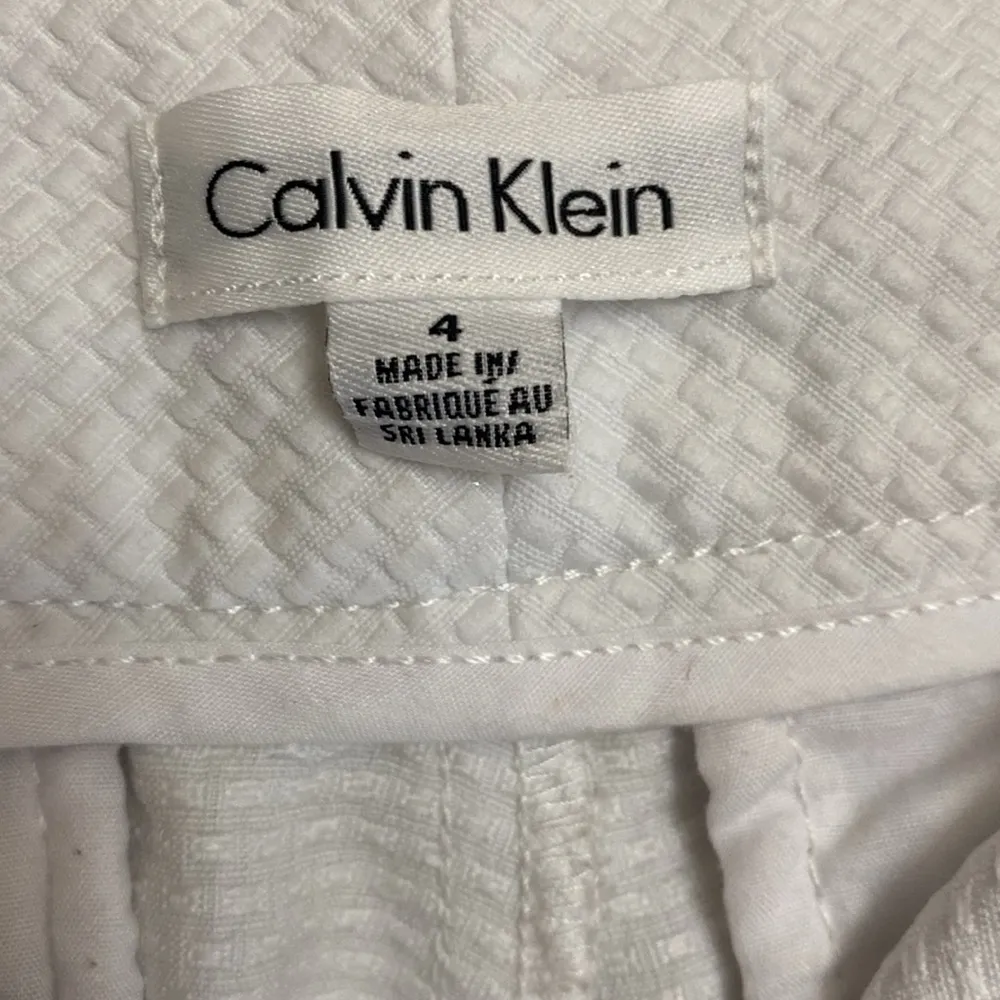 Calvin Klein
4
MADE IN/
FABRIQUÉ AU
SRI LANKA